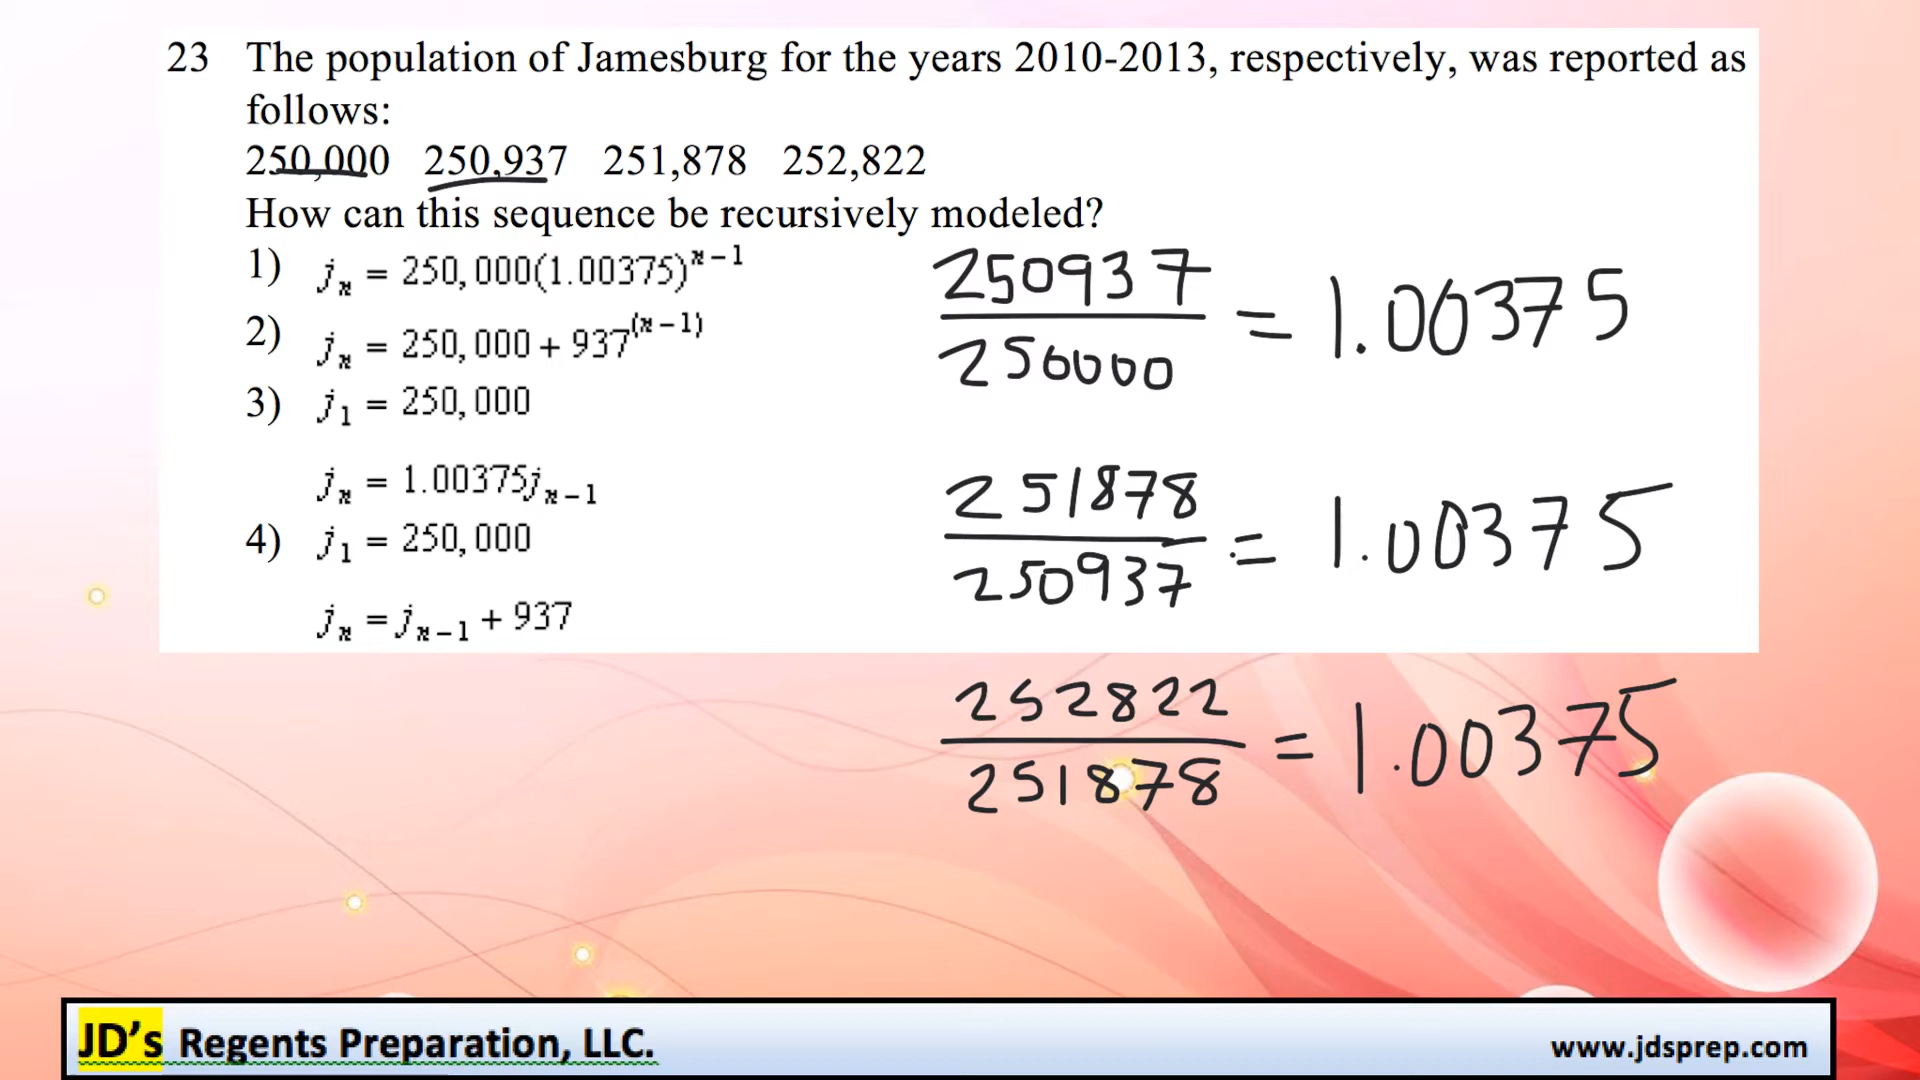 23 The population of Jamesburg for the years 2010-2013, respectively, was reported as
follows:
250,000 250,937 251,878 252,822
How can this sequence be recursively modeled?
1) jₙ = 250,000(1.00375)ⁿ⁻¹
2) jₙ = 250,000 + 937⁽ⁿ⁻¹⁾
3) j₁ = 250,000
jₙ = 1.00375jₙ₋₁
4) j₁ = 250,000
jₙ = jₙ₋₁ + 937
250937
250000
= 1.00375
251878
250937
= 1.00375
252822
251878
= 1.00375
JD's Regents Preparation, LLC.
www.jdsprep.com